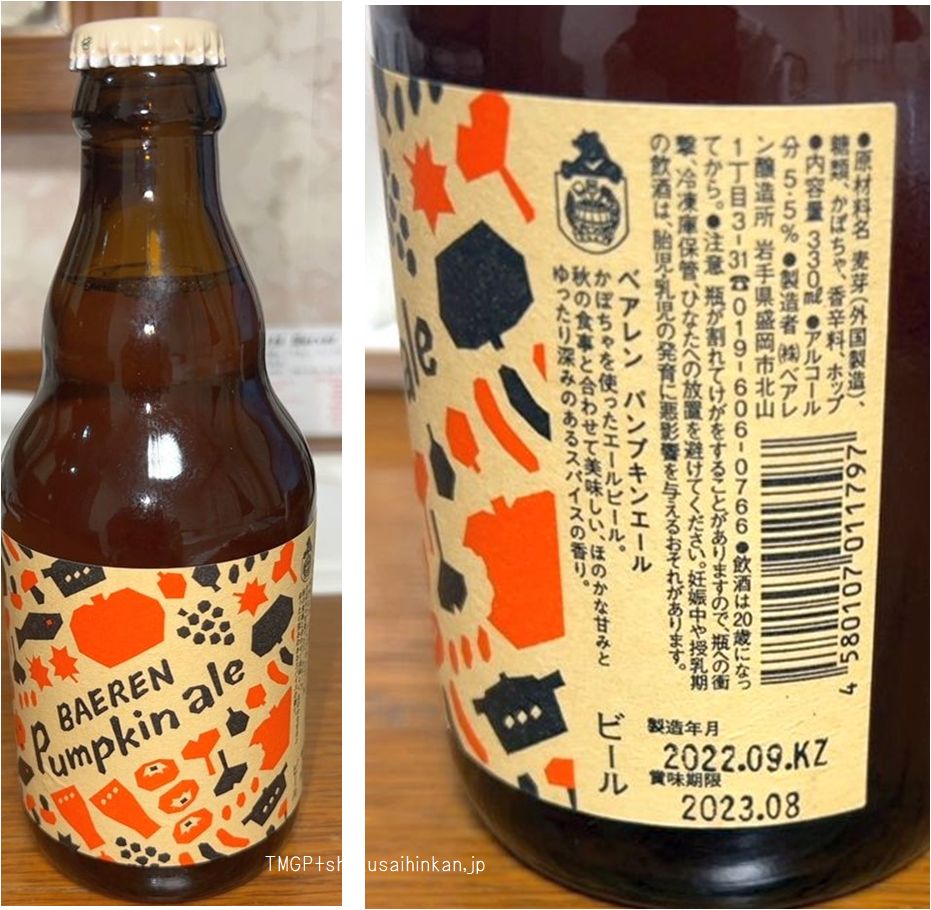 BAEREN
Pumpkin ale
ale
●原材料名 麦芽(外国製造)、
糖類、かぼちゃ、香辛料、ホップ
●内容量 330㎖ ●アルコール
分 5.5% ●製造者 ㈱ベアレ
ン醸造所 岩手県盛岡市北山
1丁目3-31☎019-606-0766 ●飲酒は20歳になっ
てから。●注意 瓶が割れてけがをすることがありますので、瓶への衝
撃、冷凍庫保管、ひなたへの放置を避けてください。妊娠中や授乳期
の飲酒は、胎児・乳児の発育に悪影響を与えるおそれがあります。
ベアレン パンプキンエール
かぼちゃを使ったエールビール。
秋の食事と合わせて美味しい、ほのかな甘みと
ゆったり深みのあるスパイスの香り。
4 580107 011797
ビール
製造年月
2022.09.KZ
賞味期限
2023.08